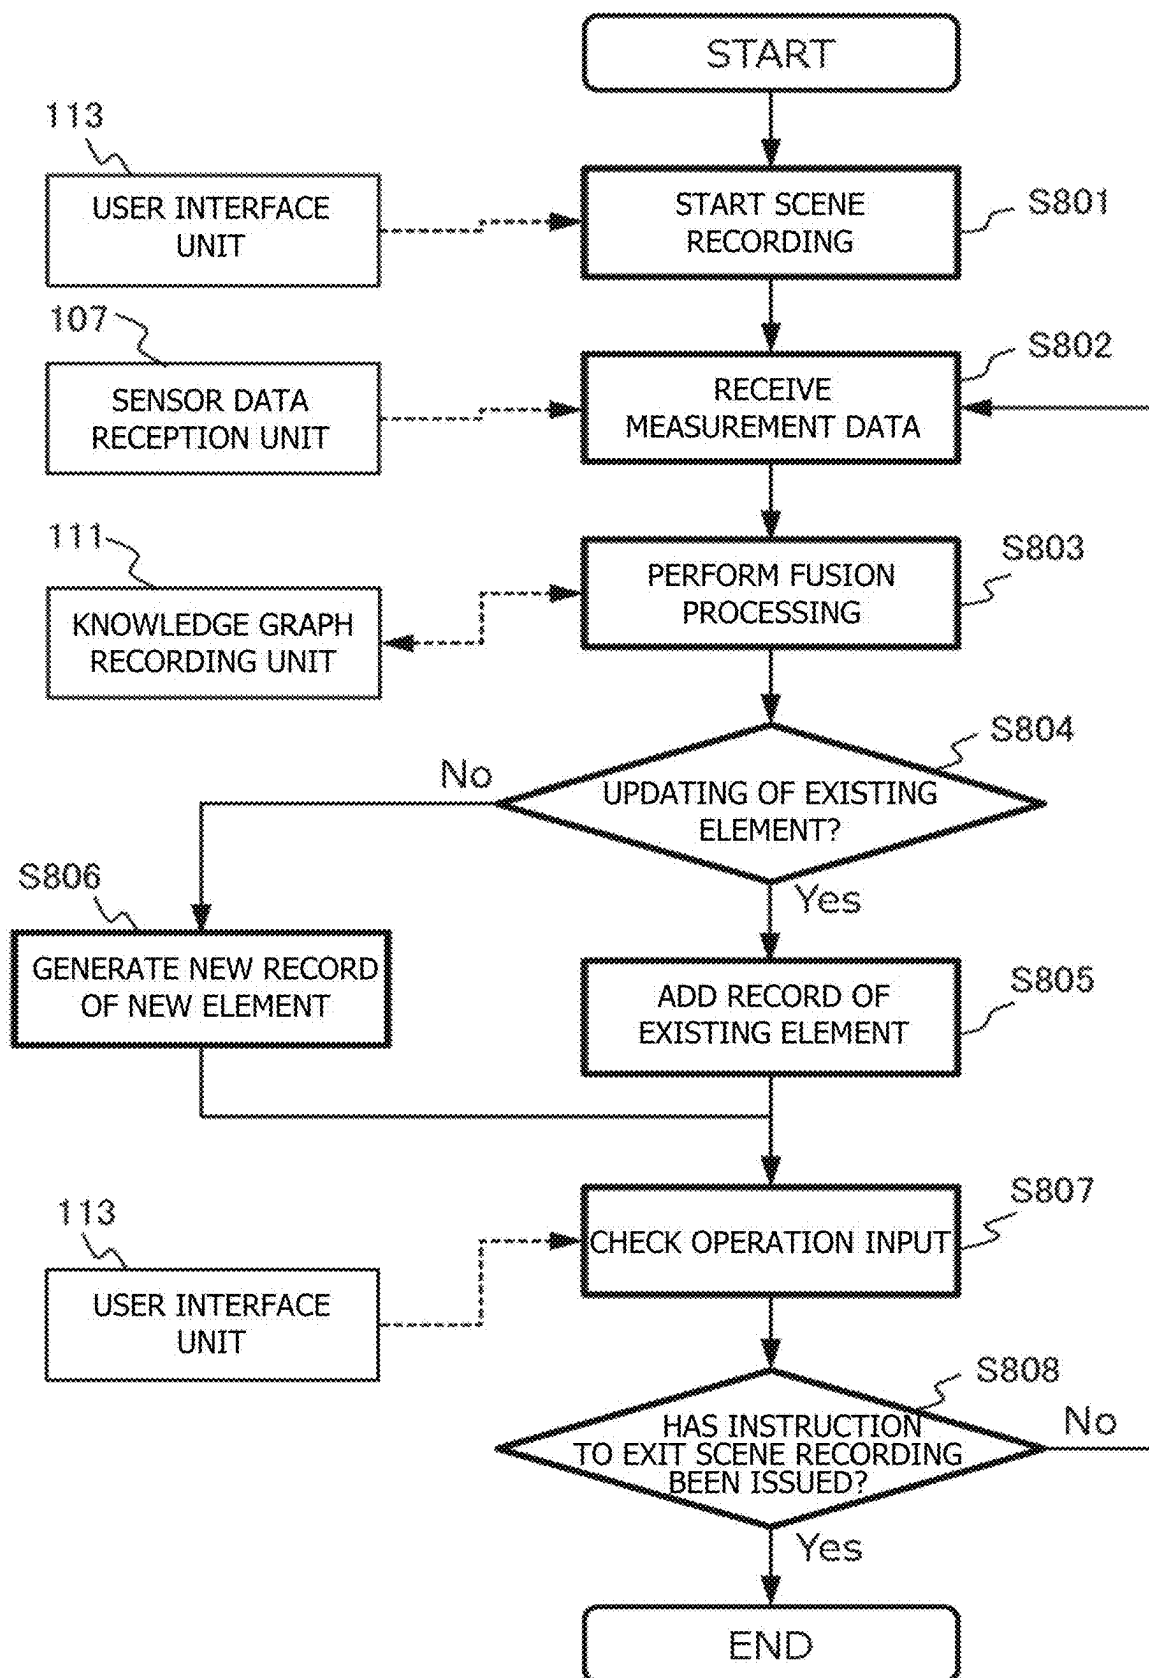 START
113
USER INTERFACE
UNIT
START SCENE
RECORDING
S801
107
SENSOR DATA
RECEPTION UNIT
RECEIVE
MEASUREMENT DATA
S802
111
KNOWLEDGE GRAPH
RECORDING UNIT
PERFORM FUSION
PROCESSING
S803
S804
UPDATING OF EXISTING
ELEMENT?
No
Yes
S806
GENERATE NEW RECORD
OF NEW ELEMENT
ADD RECORD OF
EXISTING ELEMENT
S805
113
USER INTERFACE
UNIT
CHECK OPERATION INPUT
S807
S808
HAS INSTRUCTION
TO EXIT SCENE RECORDING
BEEN ISSUED?
No
Yes
END